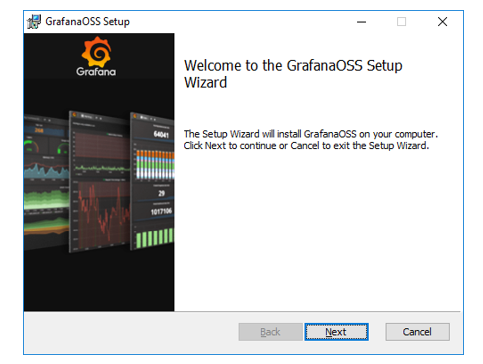 GrafanaOSS Setup
Grafana
Welcome to the GrafanaOSS Setup
Wizard
The Setup Wizard will install GrafanaOSS on your computer.
Click Next to continue or Cancel to exit the Setup Wizard.
64041
29
1017106
Back
Next
Cancel